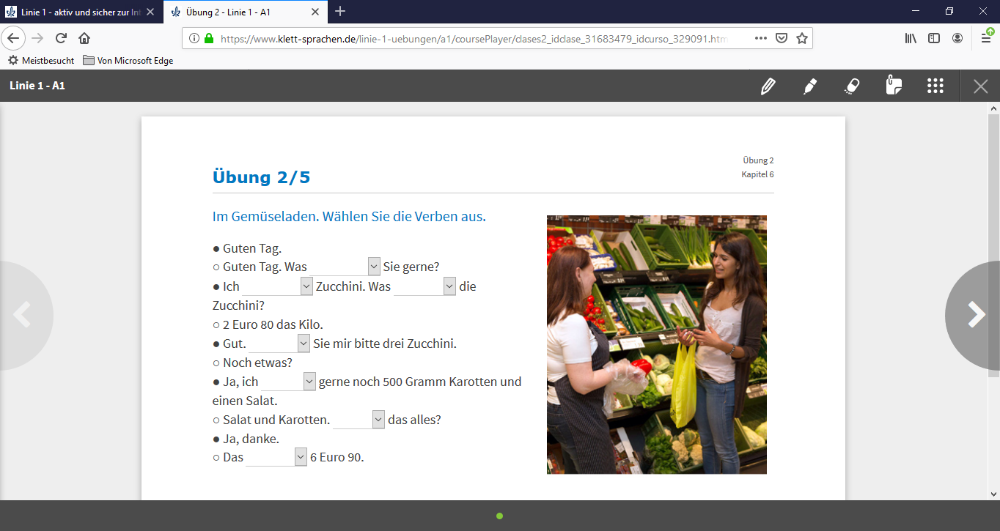 Linie 1 - aktiv und sicher zur Int
Übung 2 - Linie 1 - A1
https://www.klett-sprachen.de/linie-1-uebungen/a1/coursePlayer/clases2_idclase_31683479_idcurso_329091.htm
Meistbesucht
Von Microsoft Edge
Linie 1 - A1
Übung 2
Kapitel 6
Übung 2/5
Im Gemüseladen. Wählen Sie die Verben aus.
● Guten Tag.
○ Guten Tag. Was Sie gerne?
● Ich Zucchini. Was die
Zucchini?
○ 2 Euro 80 das Kilo.
● Gut. Sie mir bitte drei Zucchini.
○ Noch etwas?
● Ja, ich gerne noch 500 Gramm Karotten und
einen Salat.
○ Salat und Karotten. das alles?
● Ja, danke.
○ Das 6 Euro 90.